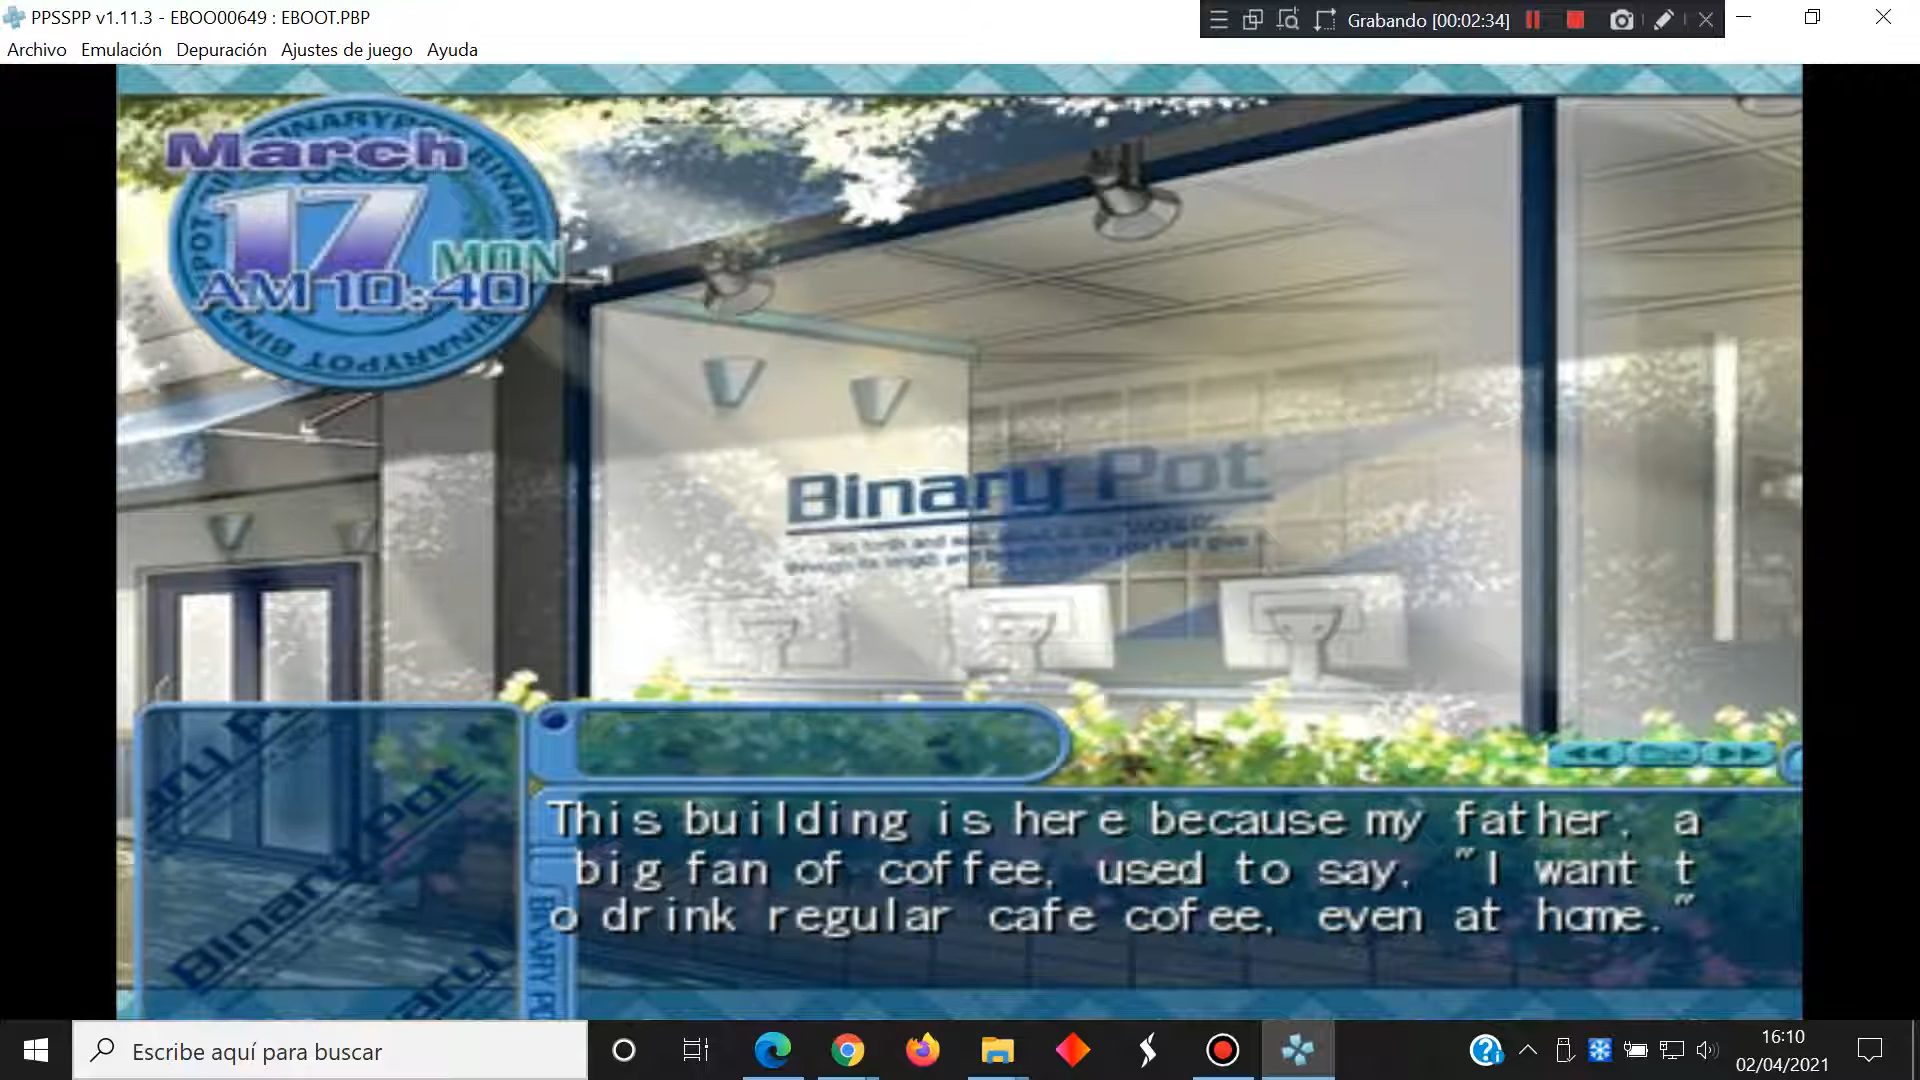 PPSSPP v1.11.3 - EBOO00649 : EBOOT.PBP
Grabando [00:02:34]
Archivo Emulación Depuración Ajustes de juego Ayuda
BINARYPOT
March
17 MON
AM 10:40
BINARYPOT
Binary Pot
Binary Pot
This building is here because my father, a
big fan of coffee, used to say, "I want t
o drink regular cafe cofee, even at home."
Escribe aquí para buscar
16:10
02/04/2021